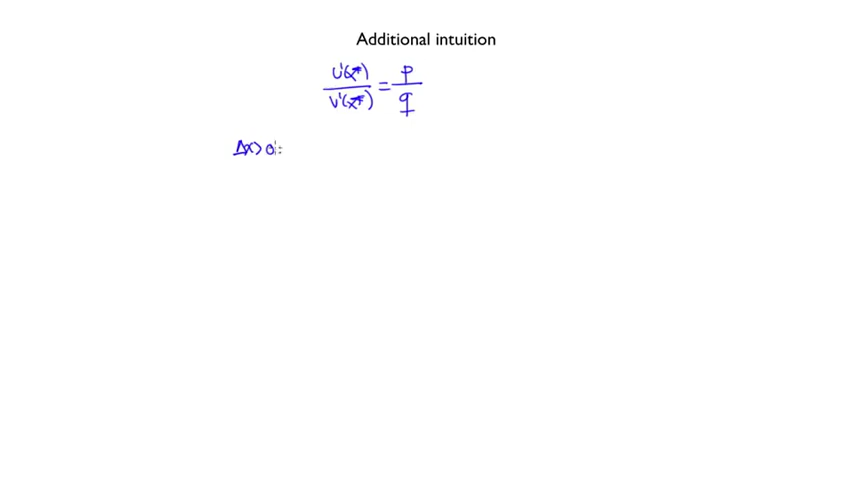 Additional intuition
u'(x*) / v'(x*) = p / q
Δx>0: